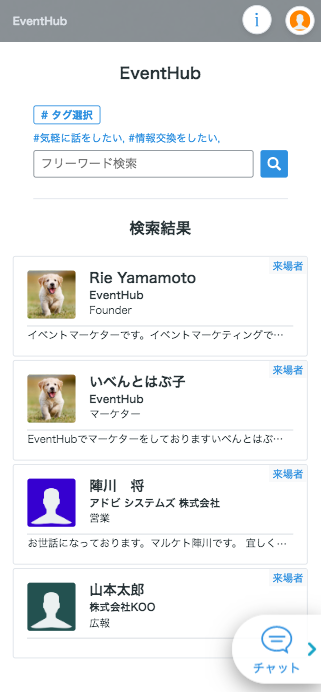 EventHub
i
EventHub
# タグ選択
#気軽に話をしたい, #情報交換をしたい,
フリーワード検索
検索結果
来場者
Rie Yamamoto
EventHub
Founder
イベントマーケターです。イベントマーケティングで…
来場者
いべんとはぶ子
EventHub
マーケター
EventHubでマーケターをしておりますいべんとはぶ…
来場者
陣川　将
アドビ システムズ 株式会社
営業
お世話になっております。マルケト陣川です。 宜しく…
来場者
山本太郎
株式会社KOO
広報
チャット